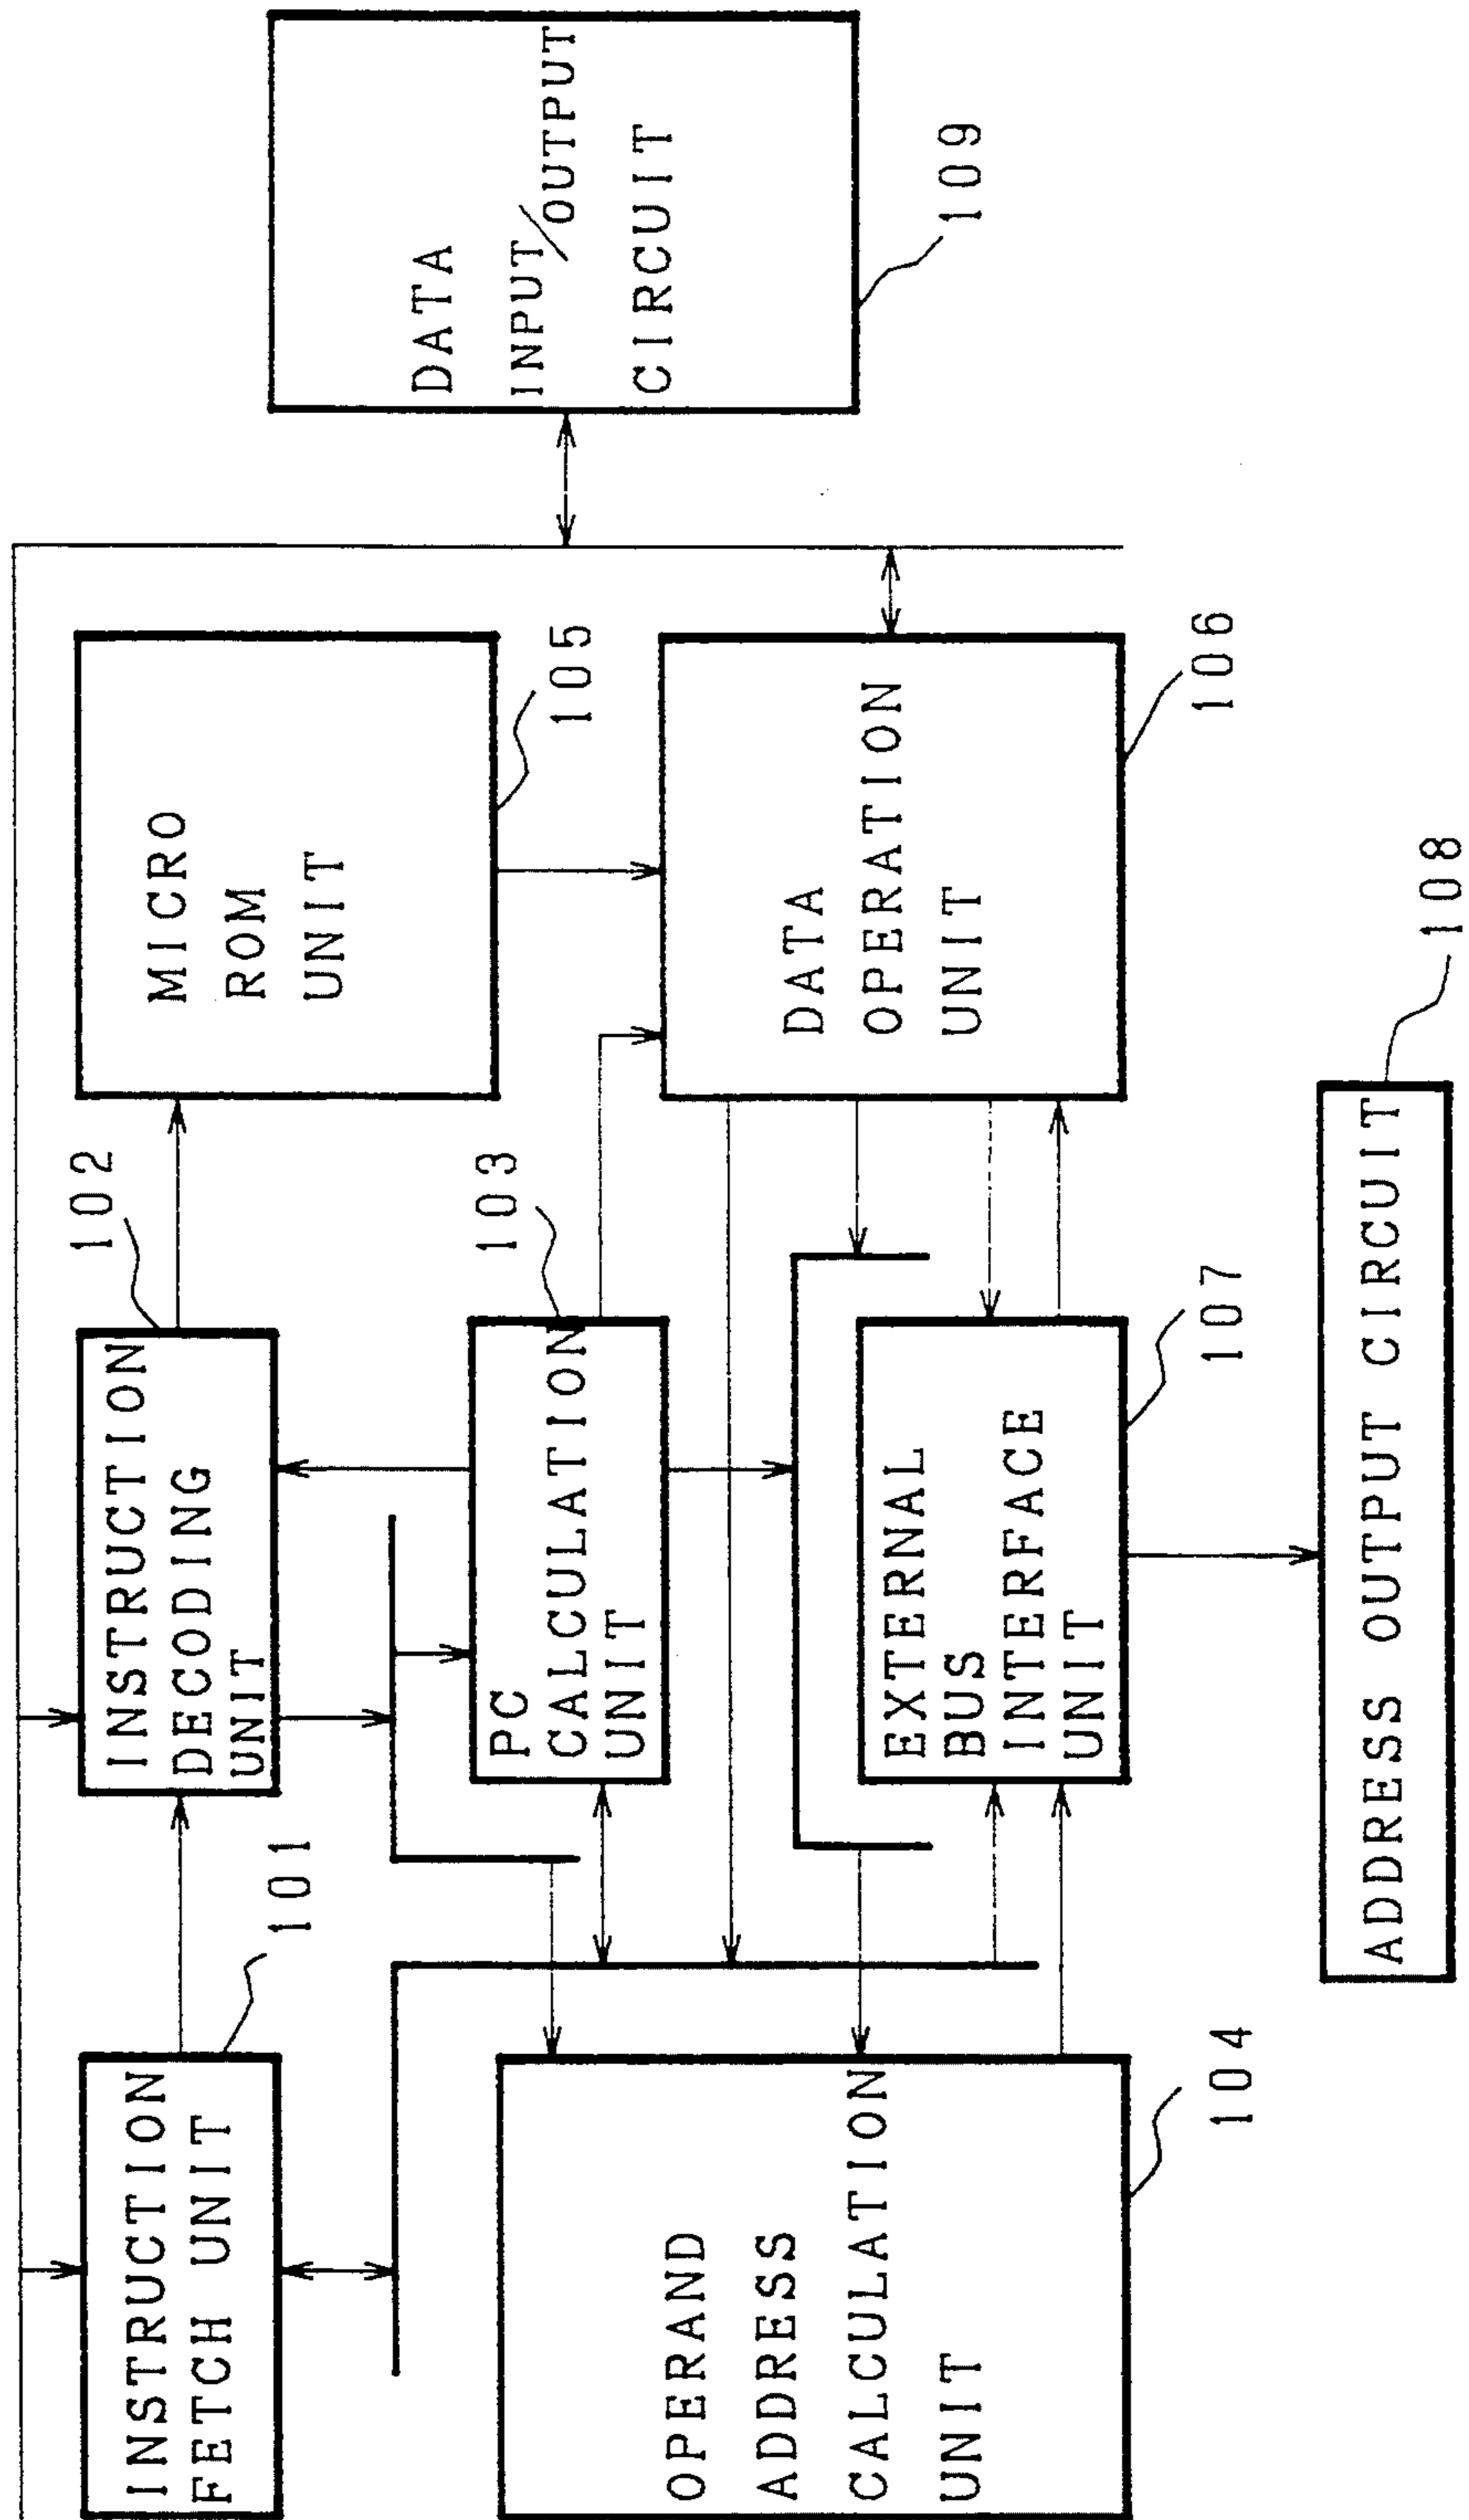 INSTRUCTION
FETCH UNIT
101
INSTRUCTION
DECODING
UNIT
102
MICRO
ROM
UNIT
105
PC
CALCULATION
UNIT
103
OPERAND
ADDRESS
CALCULATION
UNIT
104
EXTERNAL
BUS
INTERFACE
UNIT
107
DATA
OPERATION
UNIT
106
DATA
INPUT/OUTPUT
CIRCUIT
109
ADDRESS OUTPUT CIRCUIT
108